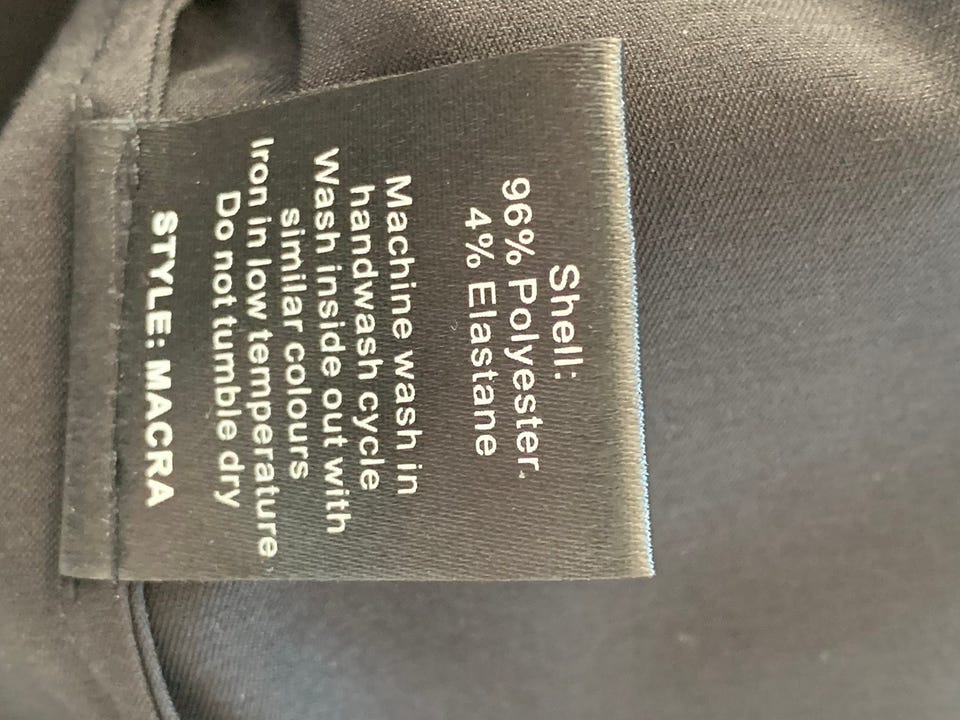 Shell:
96% Polyester.
4% Elastane
Machine wash in
handwash cycle
Wash inside out with
similar colours
Iron in low temperature
Do not tumble dry
STYLE: MACRA